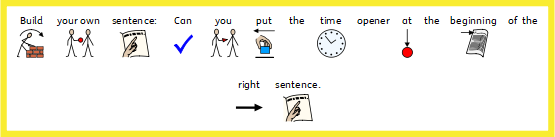 Build your own sentence: Can you put the time opener at the beginning of the
right sentence.